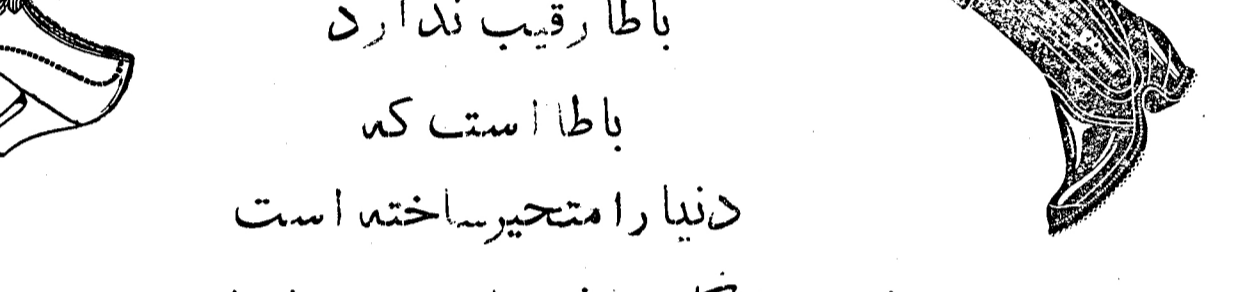 باطا رقیب ندارد
باطا است که
دنیا را متحیر ساخته است